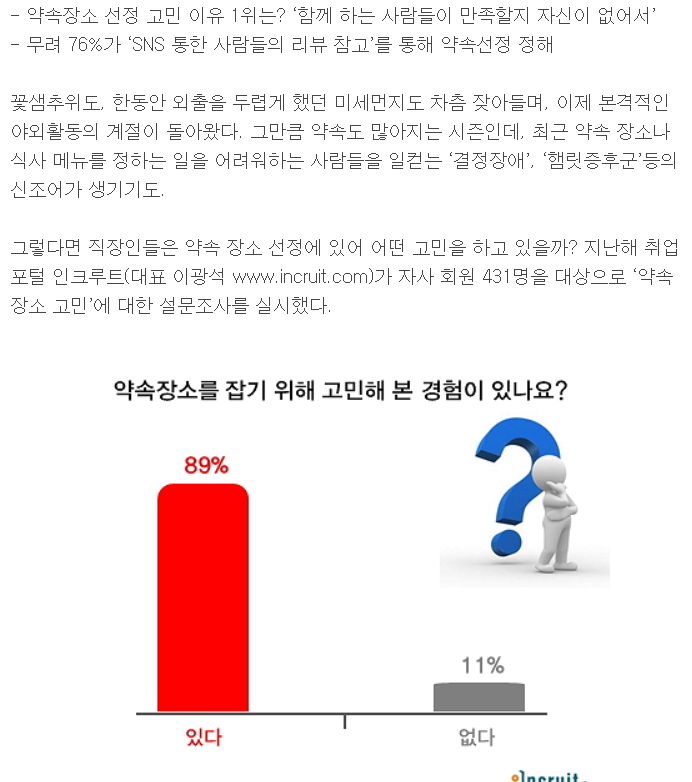 - 약속장소 선정 고민 이유 1위는? ‘함께 하는 사람들이 만족할지 자신이 없어서’
- 무려 76%가 ‘SNS 통한 사람들의 리뷰 참고’를 통해 약속선정 정해
꽃샘추위도, 한동안 외출을 두렵게 했던 미세먼지도 차츰 잦아들며, 이제 본격적인
야외활동의 계절이 돌아왔다. 그만큼 약속도 많아지는 시즌인데, 최근 약속 장소나
식사 메뉴를 정하는 일을 어려워하는 사람들을 일컫는 ‘결정장애’, ‘햄릿증후군’등의
신조어가 생기기도.
그렇다면 직장인들은 약속 장소 선정에 있어 어떤 고민을 하고 있을까? 지난해 취업
포털 인크루트(대표 이광석 www.incruit.com)가 자사 회원 431명을 대상으로 ‘약속
장소 고민’에 대한 설문조사를 실시했다.
약속장소를 잡기 위해 고민해 본 경험이 있나요?
89%
11%
있다
없다
incruit